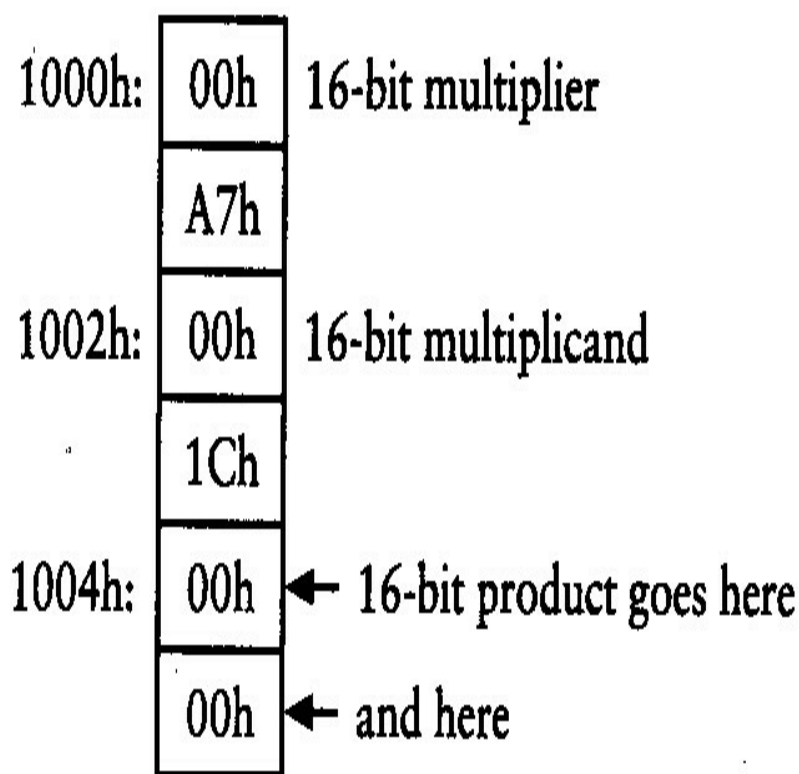 1000h: 00h 16-bit multiplier
A7h
1002h: 00h 16-bit multiplicand
1Ch
1004h: 00h 16-bit product goes here
00h and here